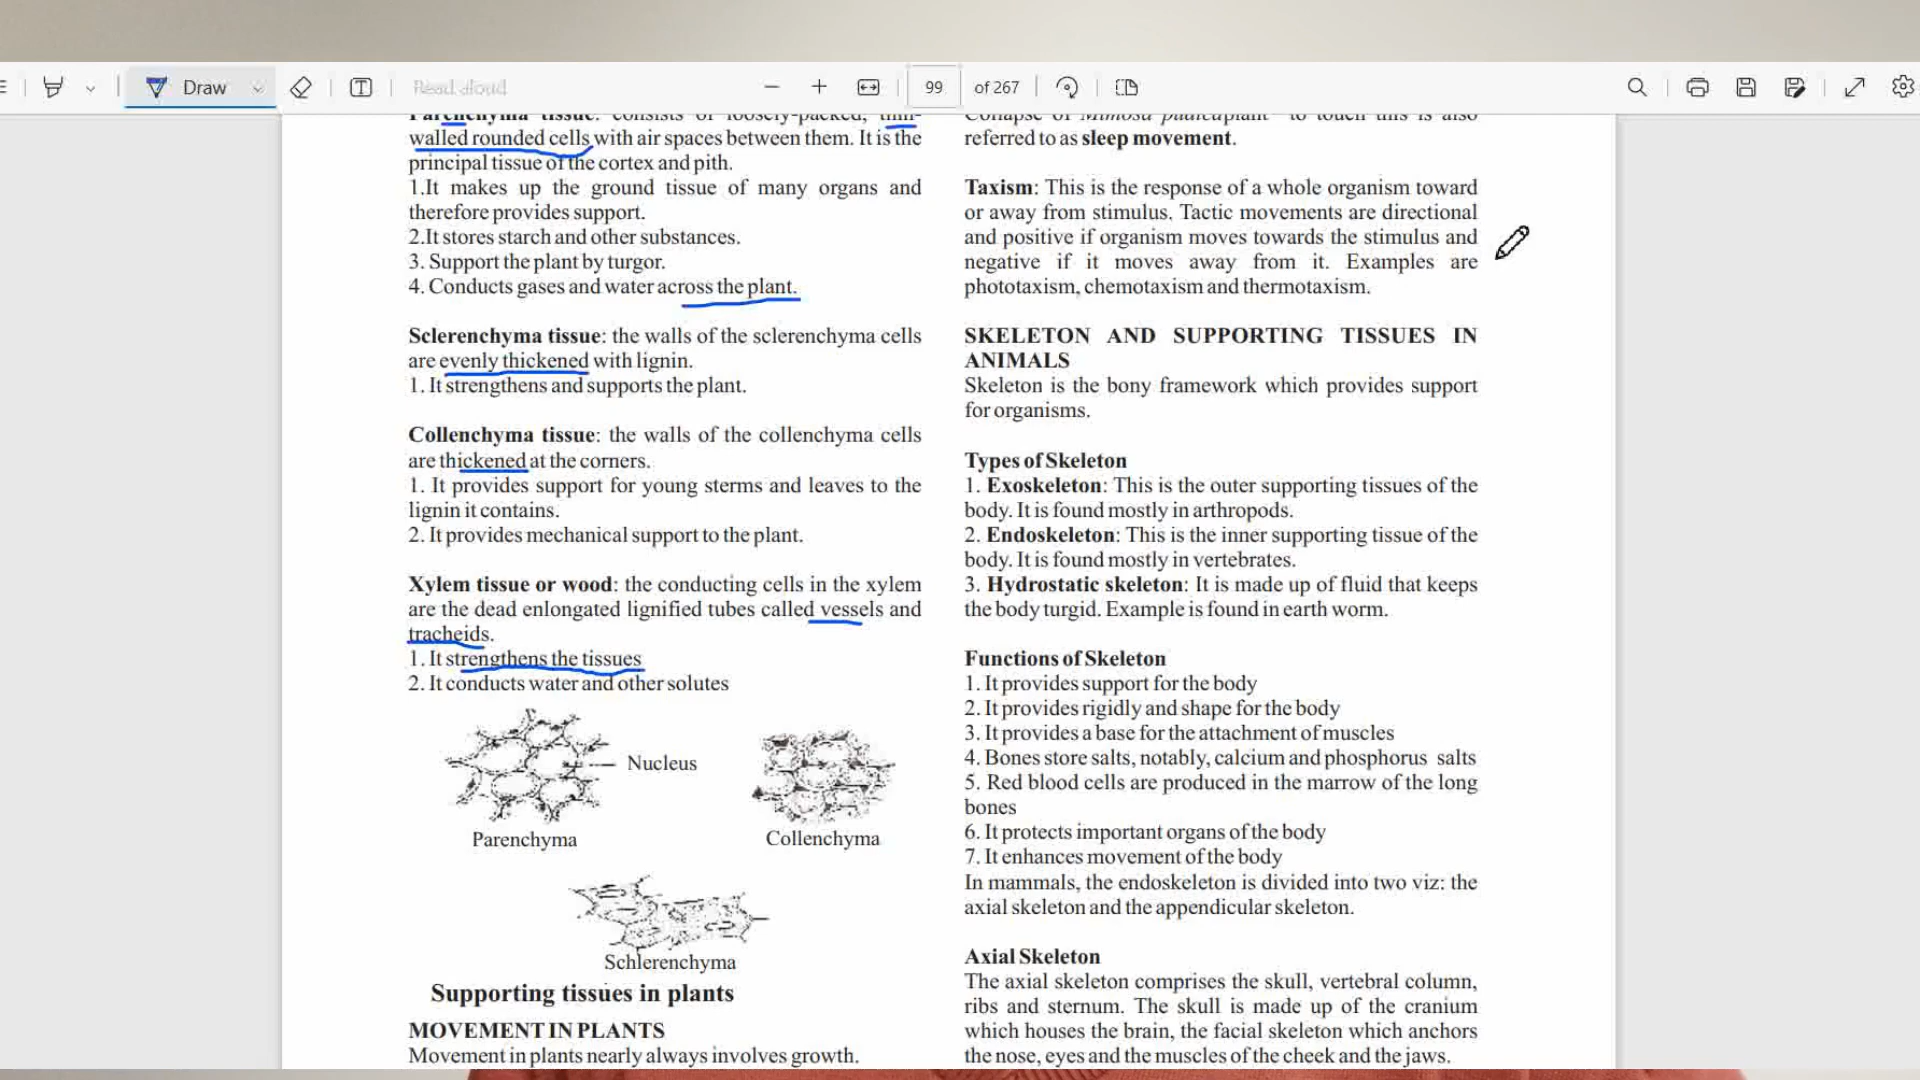 Draw
Read aloud
99 of 267
Parenchyma tissue: consists of loosely-packed, thin-
walled rounded cells with air spaces between them. It is the
principal tissue of the cortex and pith.
1.It makes up the ground tissue of many organs and
therefore provides support.
2.It stores starch and other substances.
3. Support the plant by turgor.
4. Conducts gases and water across the plant.
Sclerenchyma tissue: the walls of the sclerenchyma cells
are evenly thickened with lignin.
1. It strengthens and supports the plant.
Collenchyma tissue: the walls of the collenchyma cells
are thickened at the corners.
1. It provides support for young sterms and leaves to the
lignin it contains.
2. It provides mechanical support to the plant.
Xylem tissue or wood: the conducting cells in the xylem
are the dead enlongated lignified tubes called vessels and
tracheids.
1. It strengthens the tissues
2. It conducts water and other solutes
Nucleus
Parenchyma
Collenchyma
Schlerenchyma
Supporting tissues in plants
MOVEMENT IN PLANTS
Movement in plants nearly always involves growth.
Collapse of Mimosa pudica plant to touch this is also
referred to as sleep movement.
Taxism: This is the response of a whole organism toward
or away from stimulus. Tactic movements are directional
and positive if organism moves towards the stimulus and
negative if it moves away from it. Examples are
phototaxism, chemotaxism and thermotaxism.
SKELETON AND SUPPORTING TISSUES IN
ANIMALS
Skeleton is the bony framework which provides support
for organisms.
Types of Skeleton
1. Exoskeleton: This is the outer supporting tissues of the
body. It is found mostly in arthropods.
2. Endoskeleton: This is the inner supporting tissue of the
body. It is found mostly in vertebrates.
3. Hydrostatic skeleton: It is made up of fluid that keeps
the body turgid. Example is found in earth worm.
Functions of Skeleton
1. It provides support for the body
2. It provides rigidly and shape for the body
3. It provides a base for the attachment of muscles
4. Bones store salts, notably, calcium and phosphorus salts
5. Red blood cells are produced in the marrow of the long
bones
6. It protects important organs of the body
7. It enhances movement of the body
In mammals, the endoskeleton is divided into two viz: the
axial skeleton and the appendicular skeleton.
Axial Skeleton
The axial skeleton comprises the skull, vertebral column,
ribs and sternum. The skull is made up of the cranium
which houses the brain, the facial skeleton which anchors
the nose, eyes and the muscles of the cheek and the jaws.